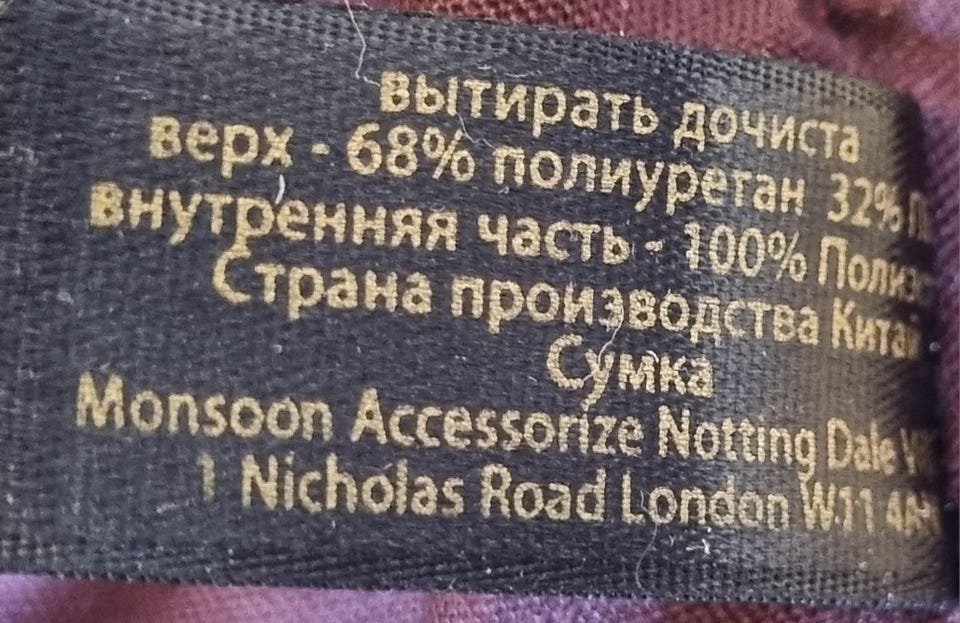 вытирать дочиста
верх - 68% полиуретан 32%
внутренняя часть - 100%
Страна производства Китай
Сумка
Monsoon Accessorize Notting Dale
1 Nicholas Road London W11